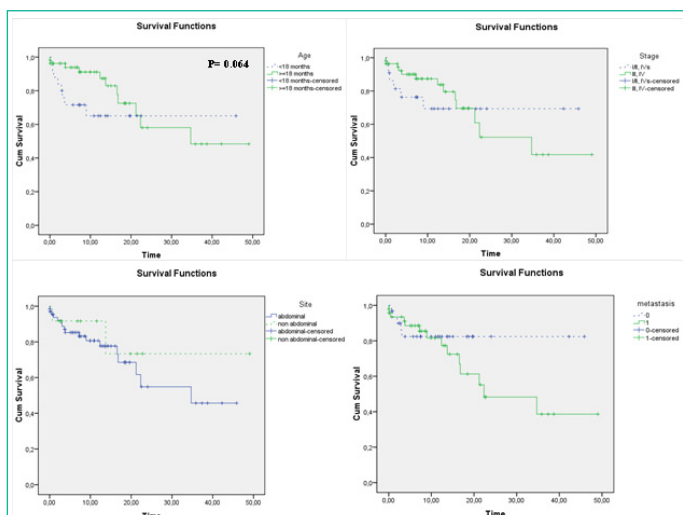 Survival Functions
P= 0.064
Age
<18 months
>=18 months
<18 months-censored
>=18 months-censored
Cum Survival
1,0
0,8
0,6
0,4
0,2
0,0
0,00
10,00
20,00
30,00
40,00
50,00
Time
Survival Functions
Stage
I/II, IVs
III, IV
I/II, IVs-censored
III, IV-censored
Cum Survival
1,0
0,8
0,6
0,4
0,2
0,0
0,00
10,00
20,00
30,00
40,00
50,00
Time
Survival Functions
Site
abdominal
non abdominal
abdominal-censored
non abdominal-censored
Cum Survival
1,0
0,8
0,6
0,4
0,2
0,0
0,00
10,00
20,00
30,00
40,00
50,00
Time
Survival Functions
metastasis
0
1
0-censored
1-censored
Cum Survival
1,0
0,8
0,6
0,4
0,2
0,0
0,00
10,00
20,00
30,00
40,00
50,00
Time